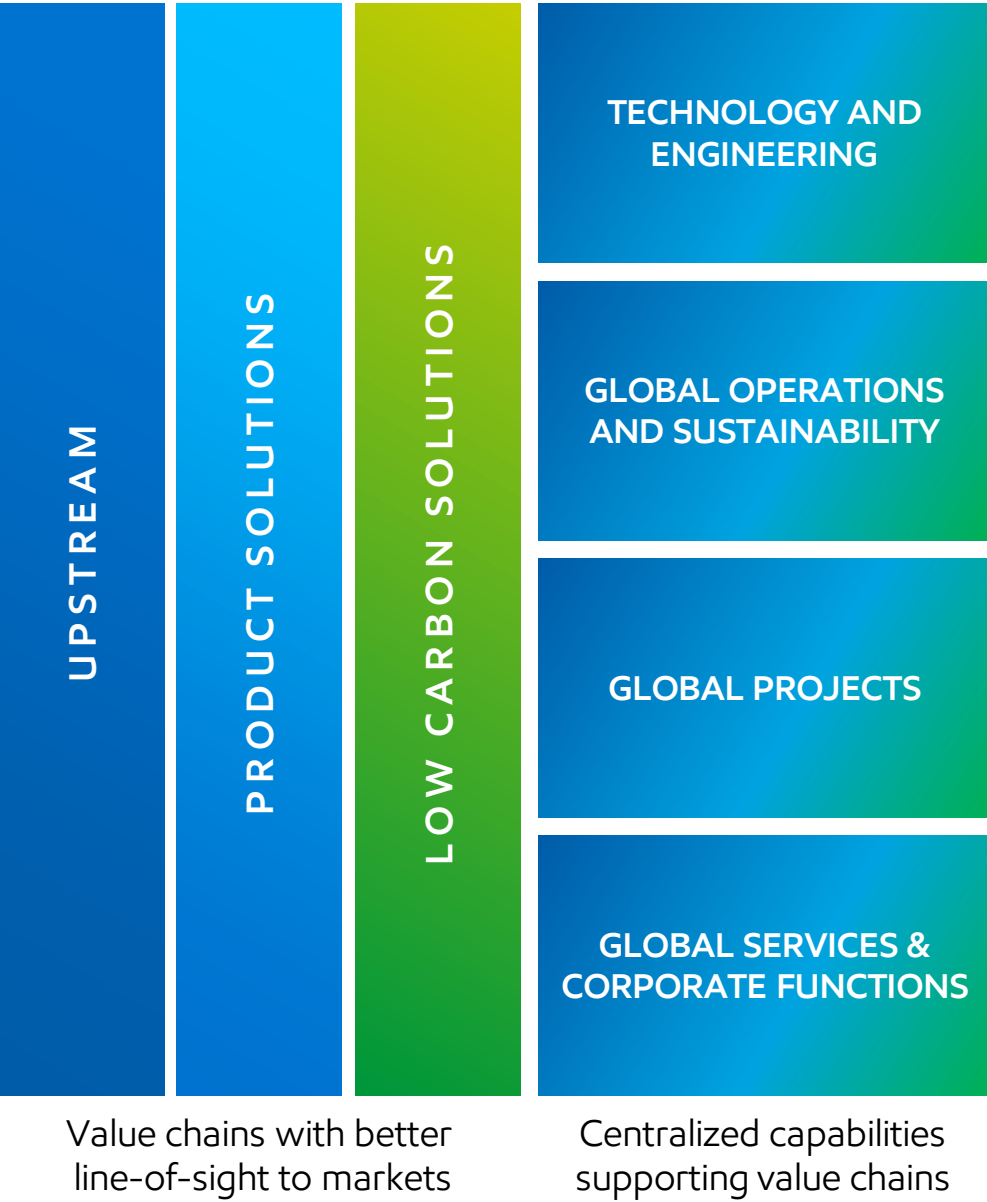 UPSTREAM
PRODUCT SOLUTIONS
LOW CARBON SOLUTIONS
TECHNOLOGY AND
ENGINEERING
GLOBAL OPERATIONS
AND SUSTAINABILITY
GLOBAL PROJECTS
GLOBAL SERVICES &
CORPORATE FUNCTIONS
Value chains with better
line-of-sight to markets
Centralized capabilities
supporting value chains